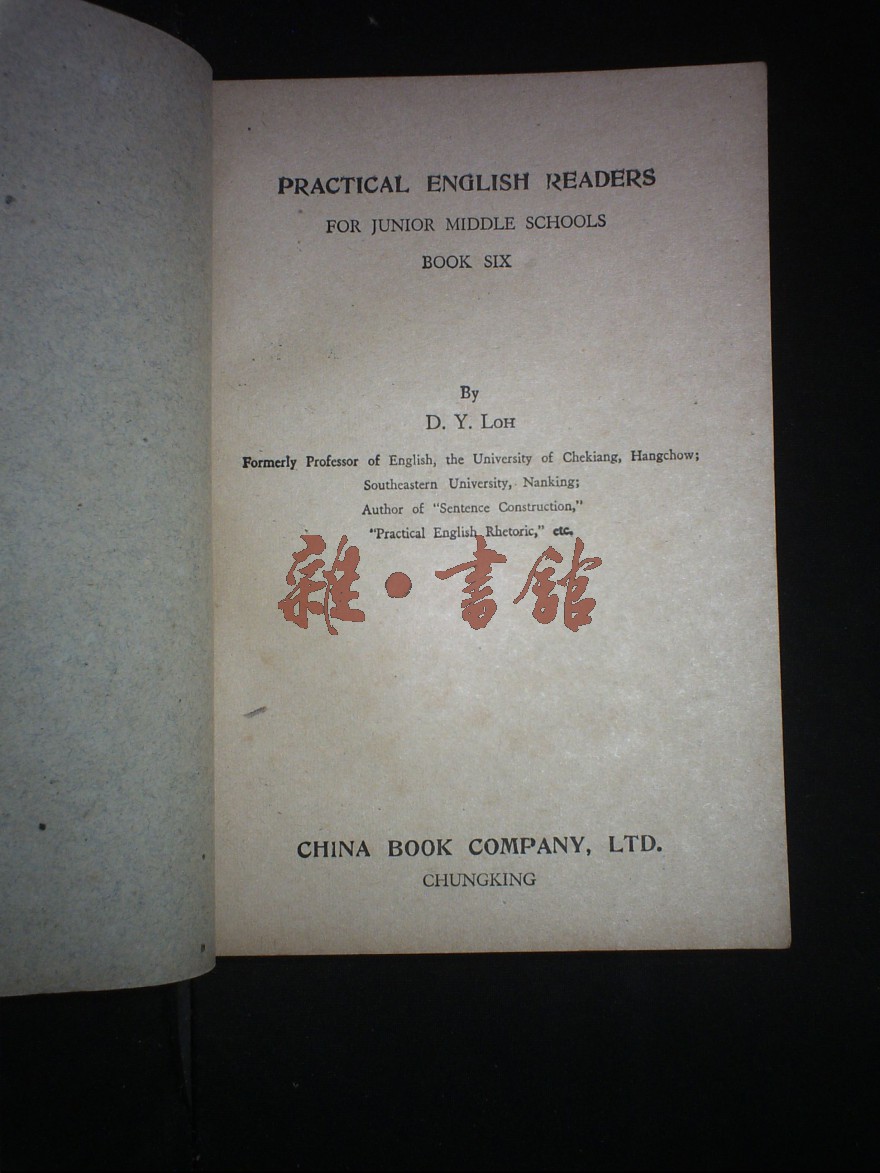 PRACTICAL ENGLISH READERS
FOR JUNIOR MIDDLE SCHOOLS
BOOK SIX
By
D. Y. LOH
Formerly Professor of English, the University of Chekiang, Hangchow;
Southeastern University, Nanking;
Author of "Sentence Construction,"
"Practical English Rhetoric," etc.
雜·書館
CHINA BOOK COMPANY, LTD.
CHUNGKING